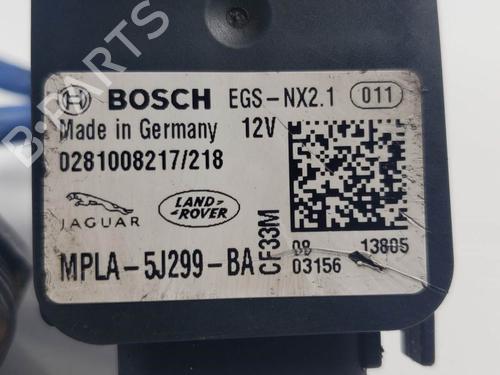 BOSCH EGS-NX2.1 011
Made in Germany 12V
0281008217/218
JAGUAR
LAND-
ROVER
MPLA-5J299-BA
CF33M
08 13805
03156
B-PARTS